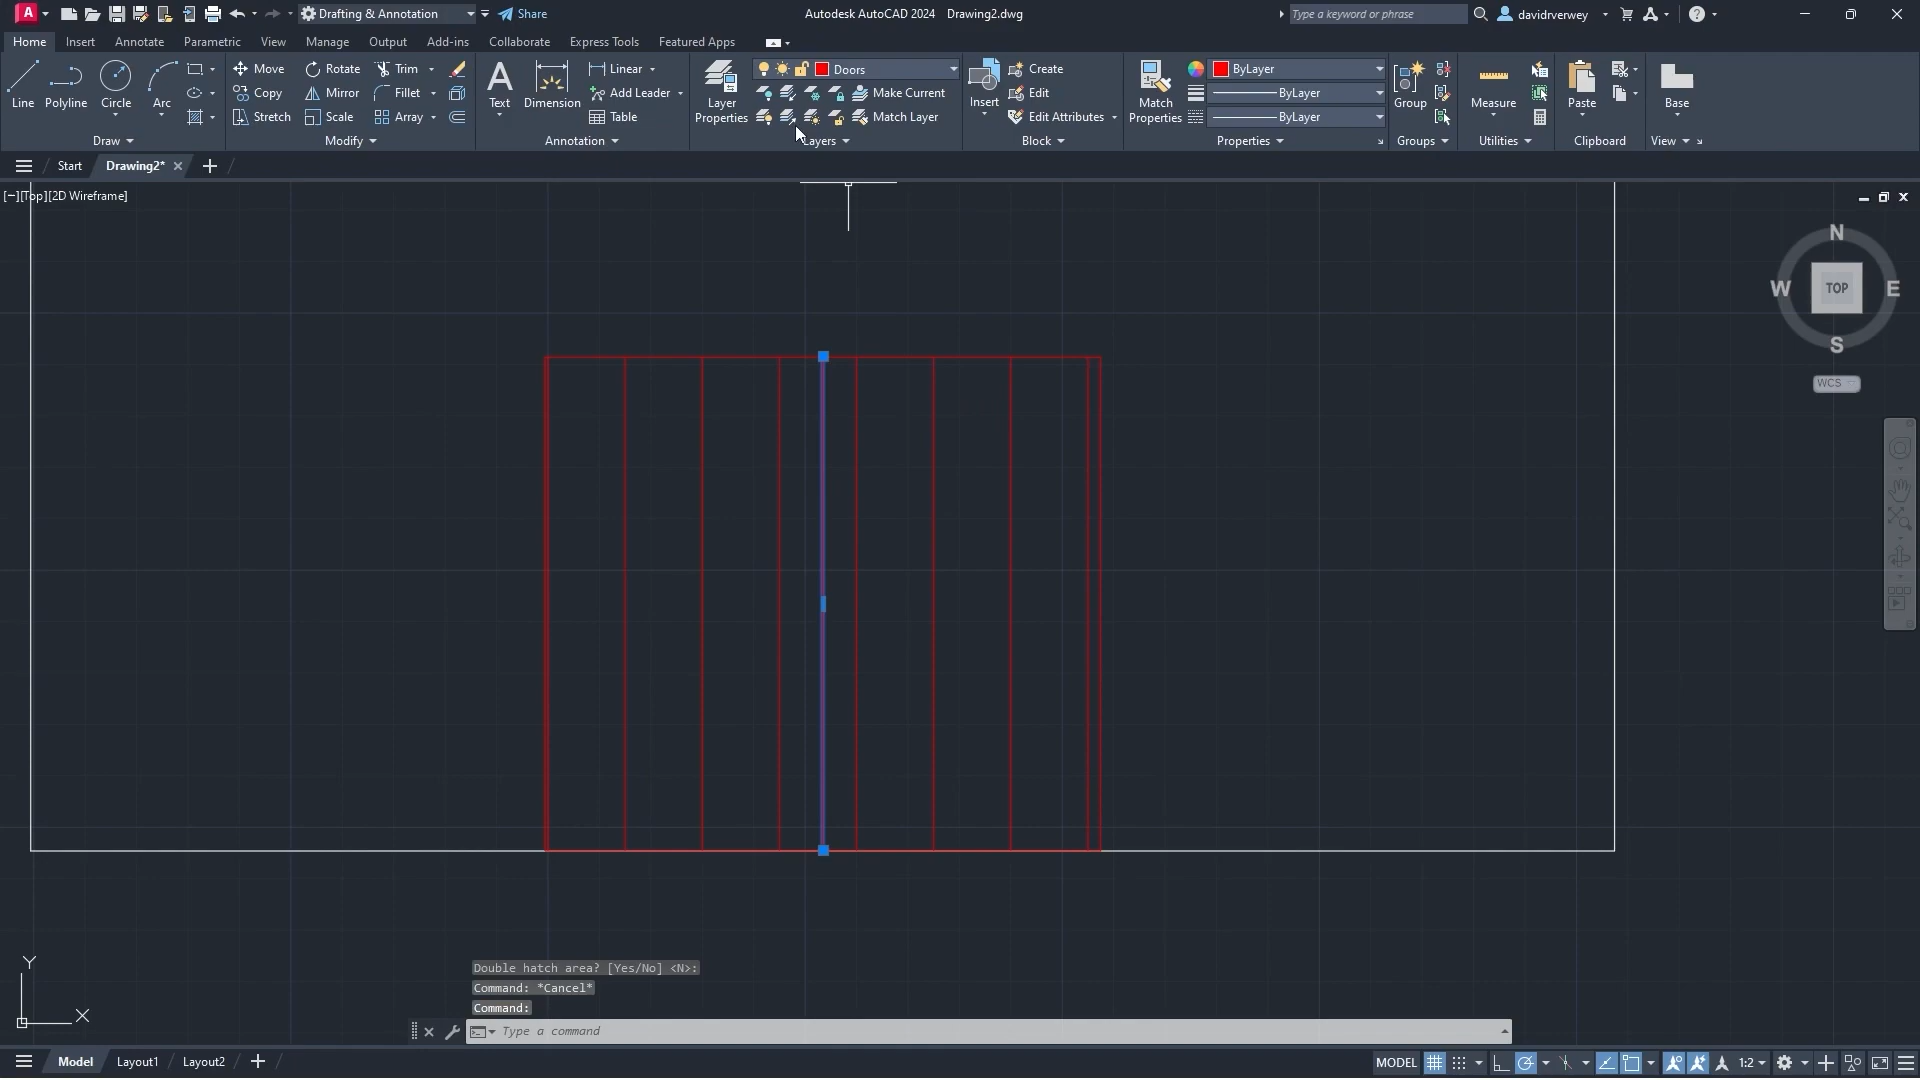 A Drafting & Annotation Share Autodesk AutoCAD 2024 Drawing2.dwg Type a keyword or phrase davidrverwey
Home Insert Annotate Parametric View Manage Output Add-ins Collaborate Express Tools Featured Apps
Line Polyline Circle Arc
Draw
Move Rotate Trim
Copy Mirror Fillet
Stretch Scale Array
Modify
Text Dimension
Linear
Add Leader
Table
Annotation
Layer
Properties
Doors
Make Current
Match Layer
Layers
Insert
Create
Edit
Edit Attributes
Block
Match
Properties
ByLayer
ByLayer
ByLayer
Properties
Group
Groups
Measure
Utilities
Paste
Clipboard
Base
View
Start Drawing2*
[−][Top][2D Wireframe]
N
W TOP E
S
WCS
Y
X
Double hatch area? [Yes/No] <N>:
Command: *Cancel*
Command:
Type a command
Model Layout1 Layout2 MODEL 1:2